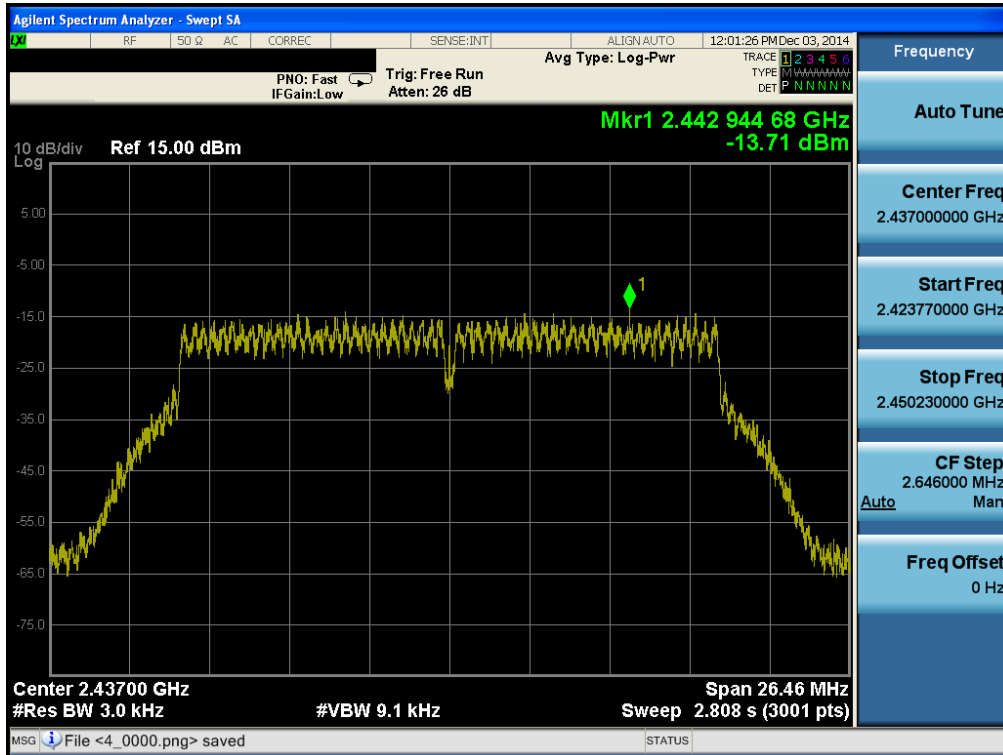 Agilent Spectrum Analyzer - Swept SA
LXI RF 50 Ω AC CORREC SENSE:INT ALIGN AUTO 12:01:26 PM Dec 03, 2014
Frequency
PNO: Fast
IFGain:Low
Trig: Free Run
Atten: 26 dB
Avg Type: Log-Pwr
TRACE 1 2 3 4 5 6
TYPE M WWWWW
DET P N N N N N
Mkr1 2.442 944 68 GHz
-13.71 dBm
10 dB/div
Log
Ref 15.00 dBm
5.00
-5.00
-15.0
-25.0
-35.0
-45.0
-55.0
-65.0
-75.0
1
Center 2.43700 GHz
#Res BW 3.0 kHz
#VBW 9.1 kHz
Span 26.46 MHz
Sweep 2.808 s (3001 pts)
Auto Tune
Center Freq
2.437000000 GHz
Start Freq
2.423770000 GHz
Stop Freq
2.450230000 GHz
CF Step
2.646000 MHz
Auto Man
Freq Offset
0 Hz
MSG File <4_0000.png> saved STATUS